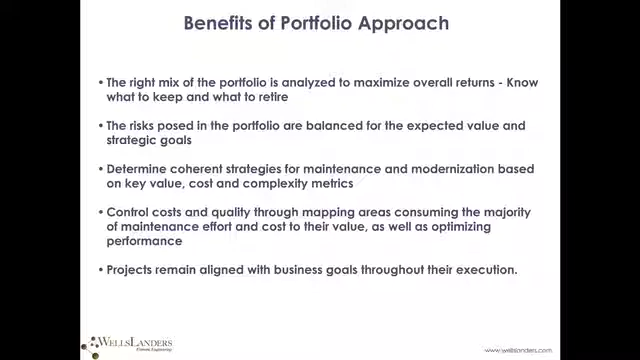 Benefits of Portfolio Approach
• The right mix of the portfolio is analyzed to maximize overall returns - Know
what to keep and what to retire
• The risks posed in the portfolio are balanced for the expected value and
strategic goals
• Determine coherent strategies for maintenance and modernization based
on key value, cost and complexity metrics
• Control costs and quality through mapping areas consuming the majority
of maintenance effort and cost to their value, as well as optimizing
performance
• Projects remain aligned with business goals throughout their execution.
WELLSLANDERS
www.wellslanders.com